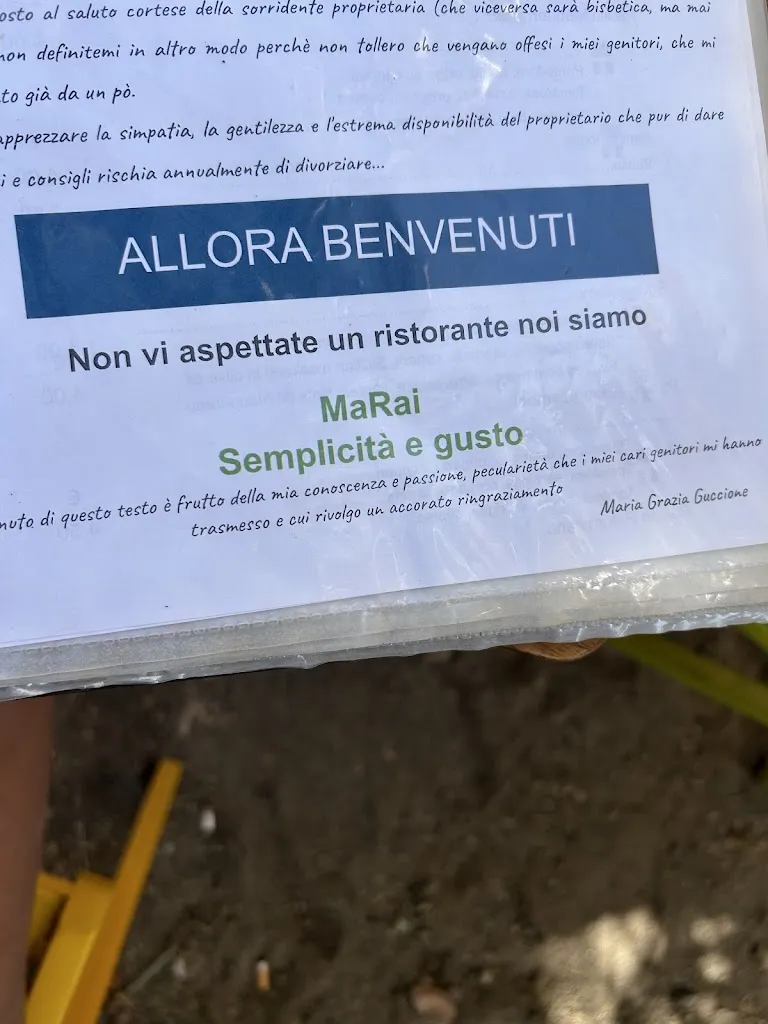 osto al saluto cortese della sorridente proprietaria (che viceversa sarà bisbetica, ma mai
non definitemi in altro modo perchè non tollero che vengano offesi i miei genitori, che mi
to già da un pò.
apprezzare la simpatia, la gentilezza e l'estrema disponibilità del proprietario che pur di dare
i e consigli rischia annualmente di divorziare...
ALLORA BENVENUTI
Non vi aspettate un ristorante noi siamo
MaRai
Semplicità e gusto
nuto di questo testo è frutto della mia conoscenza e passione, pecularietà che i miei cari genitori mi hanno
trasmesso e cui rivolgo un accorato ringraziamento
Maria Grazia Guccione